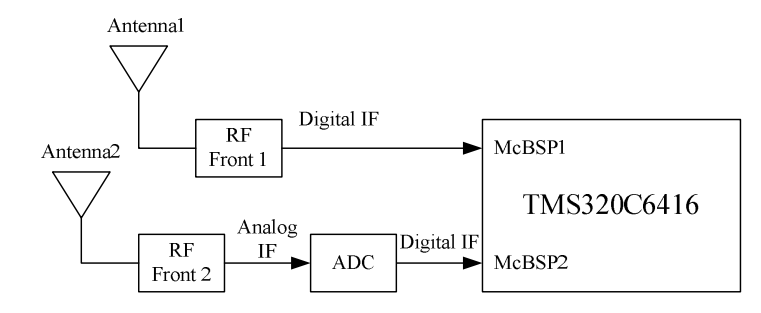 Antenna1
RF
Front 1
Digital IF
McBSP1
Antenna2
TMS320C6416
RF
Front 2
Analog
IF
ADC
Digital IF
McBSP2